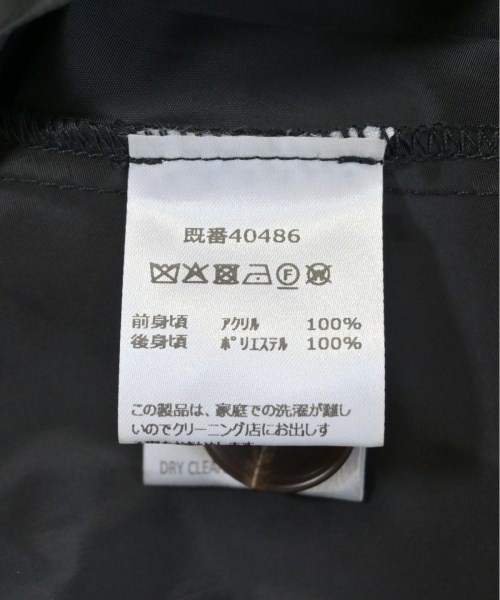 既番40486
前身頃 アクリル 100%
後身頃 ポリエステル 100%
この製品は、家庭での洗濯が難し
いのでクリーニング店にお出しす
DRY CLEA